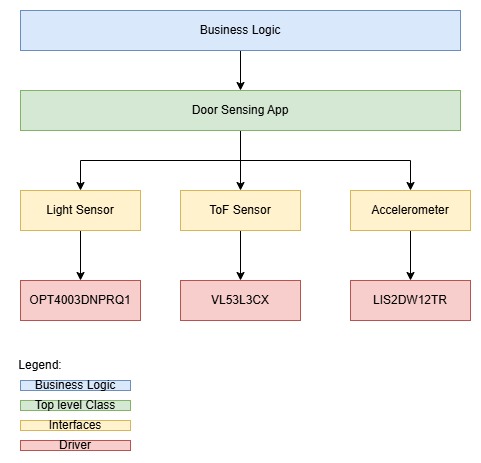 Business Logic
Door Sensing App
Light Sensor
ToF Sensor
Accelerometer
OPT4003DNPRQ1
VL53L3CX
LIS2DW12TR
Legend:
Business Logic
Top level Class
Interfaces
Driver